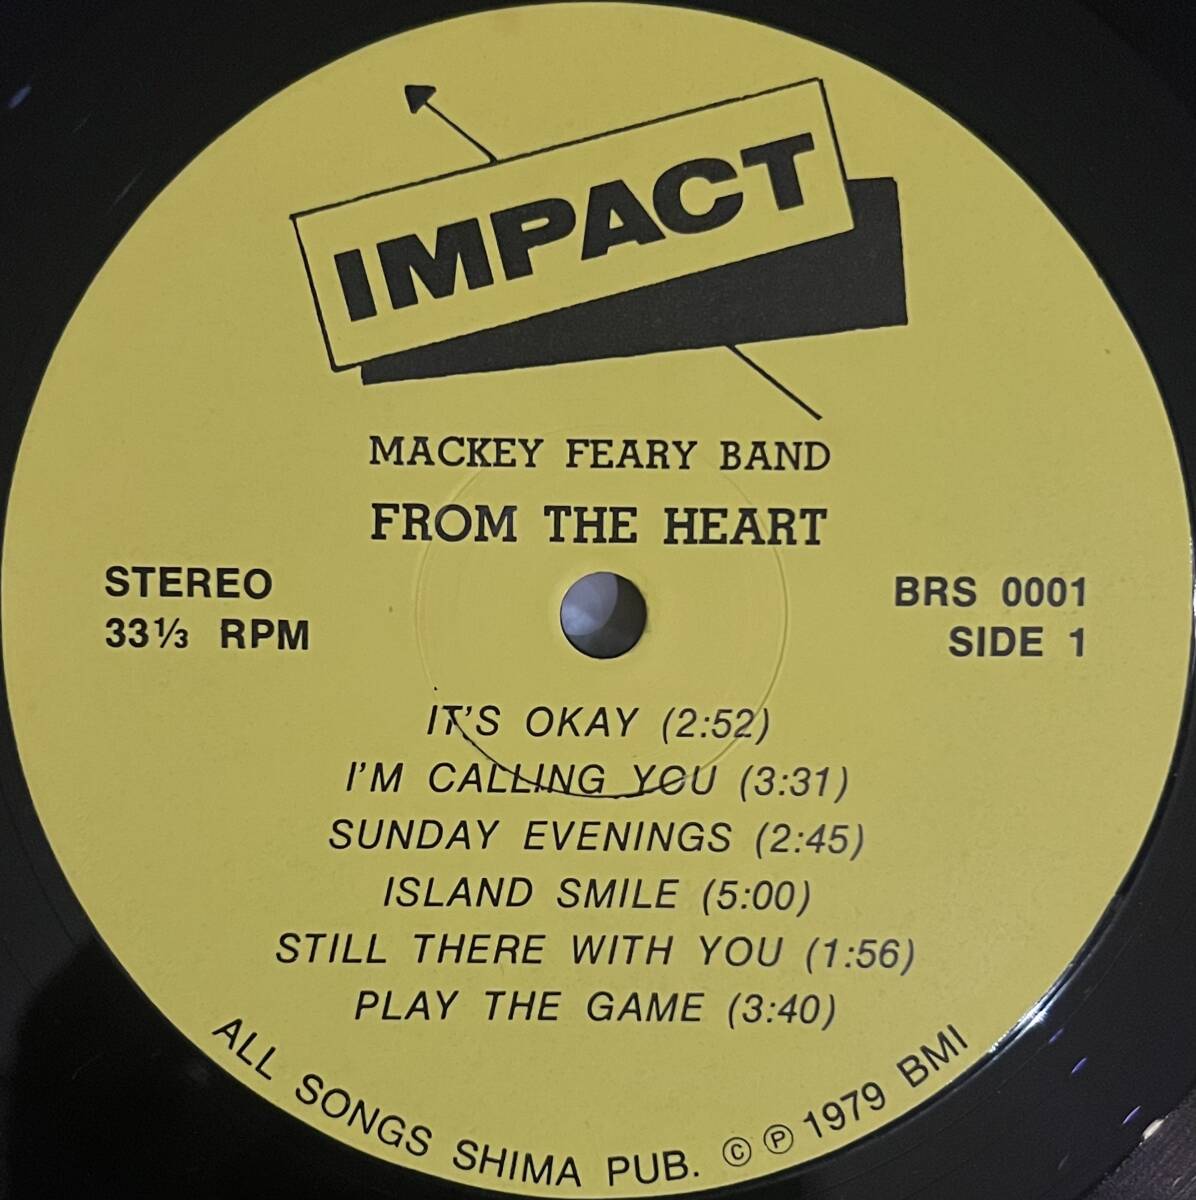 IMPACT
MACKEY FEARY BAND
FROM THE HEART
STEREO
33⅓ RPM
BRS 0001
SIDE 1
IT'S OKAY (2:52)
I'M CALLING YOU (3:31)
SUNDAY EVENINGS (2:45)
ISLAND SMILE (5:00)
STILL THERE WITH YOU (1:56)
PLAY THE GAME (3:40)
ALL SONGS SHIMA PUB. © ℗ 1979 BMI